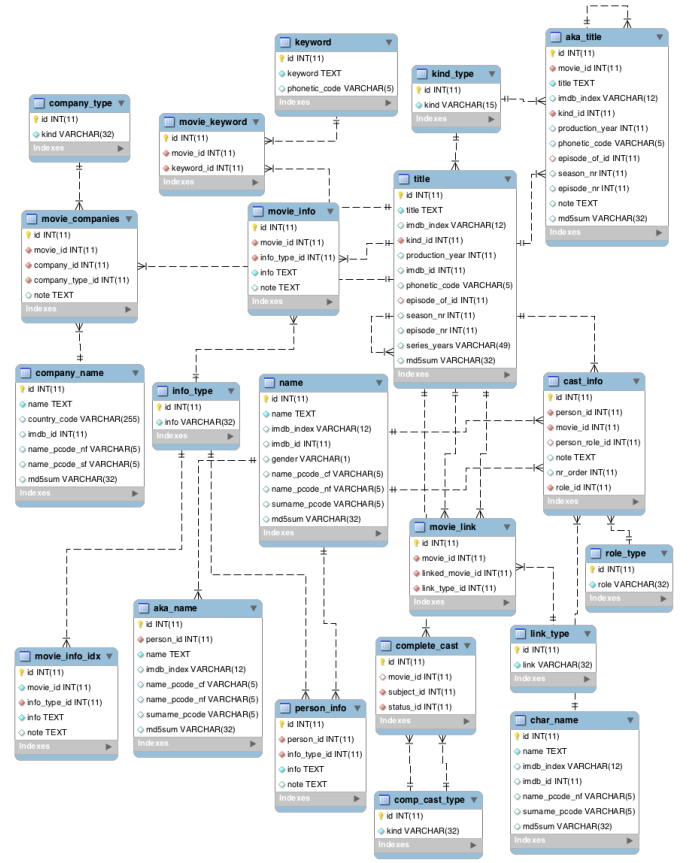 keyword
id INT(11)
keyword TEXT
phonetic_code VARCHAR(5)
Indexes
aka_title
id INT(11)
movie_id INT(11)
title TEXT
imdb_index VARCHAR(12)
kind_id INT(11)
production_year INT(11)
phonetic_code VARCHAR(5)
episode_of_id INT(11)
season_nr INT(11)
episode_nr INT(11)
note TEXT
md5sum VARCHAR(32)
Indexes
kind_type
id INT(11)
kind VARCHAR(15)
Indexes
company_type
id INT(11)
kind VARCHAR(32)
Indexes
movie_keyword
id INT(11)
movie_id INT(11)
keyword_id INT(11)
Indexes
title
id INT(11)
title TEXT
imdb_index VARCHAR(12)
kind_id INT(11)
production_year INT(11)
imdb_id INT(11)
phonetic_code VARCHAR(5)
episode_of_id INT(11)
season_nr INT(11)
episode_nr INT(11)
series_years VARCHAR(49)
md5sum VARCHAR(32)
Indexes
movie_info
id INT(11)
movie_id INT(11)
info_type_id INT(11)
info TEXT
note TEXT
Indexes
movie_companies
id INT(11)
movie_id INT(11)
company_id INT(11)
company_type_id INT(11)
note TEXT
Indexes
company_name
id INT(11)
name TEXT
country_code VARCHAR(255)
imdb_id INT(11)
name_pcode_nf VARCHAR(5)
name_pcode_sf VARCHAR(5)
md5sum VARCHAR(32)
Indexes
info_type
id INT(11)
info VARCHAR(32)
Indexes
name
id INT(11)
name TEXT
imdb_index VARCHAR(12)
imdb_id INT(11)
gender VARCHAR(1)
name_pcode_cf VARCHAR(5)
name_pcode_nf VARCHAR(5)
surname_pcode VARCHAR(5)
md5sum VARCHAR(32)
Indexes
cast_info
id INT(11)
person_id INT(11)
movie_id INT(11)
person_role_id INT(11)
note TEXT
nr_order INT(11)
role_id INT(11)
Indexes
movie_link
id INT(11)
movie_id INT(11)
linked_movie_id INT(11)
link_type_id INT(11)
Indexes
role_type
id INT(11)
role VARCHAR(32)
Indexes
aka_name
id INT(11)
person_id INT(11)
name TEXT
imdb_index VARCHAR(12)
name_pcode_cf VARCHAR(5)
name_pcode_nf VARCHAR(5)
surname_pcode VARCHAR(5)
md5sum VARCHAR(32)
Indexes
link_type
id INT(11)
link VARCHAR(32)
Indexes
complete_cast
id INT(11)
movie_id INT(11)
subject_id INT(11)
status_id INT(11)
Indexes
movie_info_idx
id INT(11)
movie_id INT(11)
info_type_id INT(11)
info TEXT
note TEXT
Indexes
person_info
id INT(11)
person_id INT(11)
info_type_id INT(11)
info TEXT
note TEXT
Indexes
char_name
id INT(11)
name TEXT
imdb_index VARCHAR(12)
imdb_id INT(11)
name_pcode_nf VARCHAR(5)
surname_pcode VARCHAR(5)
md5sum VARCHAR(32)
Indexes
comp_cast_type
id INT(11)
kind VARCHAR(32)
Indexes